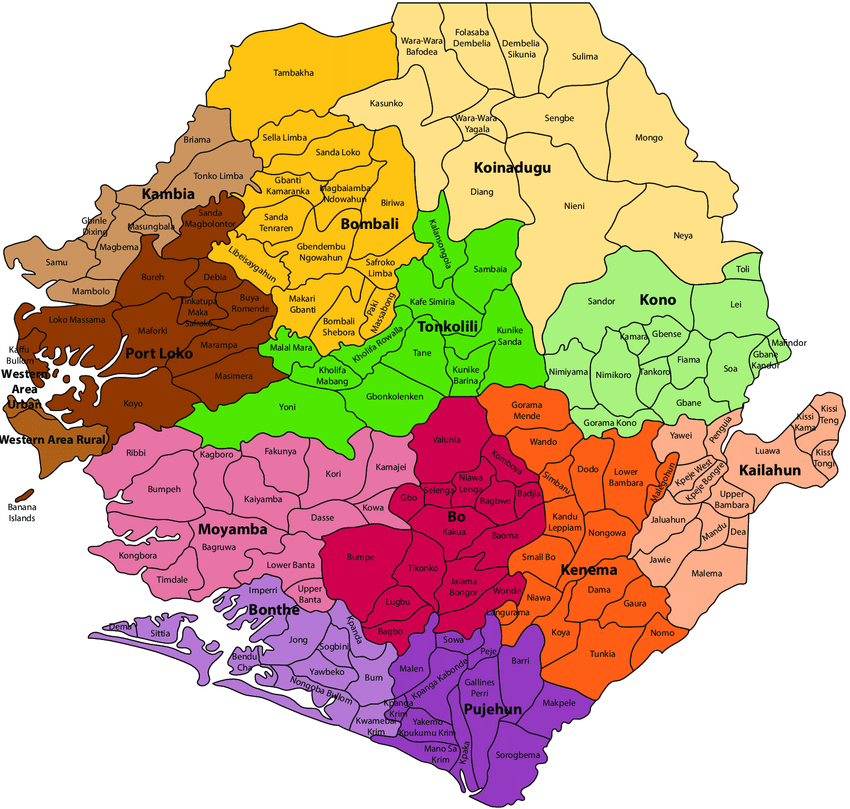 Wara-Wara
Bafodea
Folasaba
Dembelia
Dembelia
Sikunia
Sulima
Tambakha
Kasunko
Wara-Wara
Yagala
Sengbe
Mongo
Koinadugu
Diang
Nieni
Neya
Sella Limba
Sanda Loko
Gbanti
Kamaranka
Magbaiamba
Ndowahun
Biriwa
Sanda
Tenraren
Bombali
Gbendembu
Ngowahun
Libeisaygahun
Safroko
Limba
Makari
Gbanti
Bombali
Shebora
Paki
Massabong
Briama
Tonko Limba
Kambia
Gbinle
Dixing
Masungbala
Magbema
Samu
Mambolo
Sanda
Magbolontor
Bureh
Debia
Tinkatupa
Maka
Safroko
Buya
Romende
Loko Massama
Maforki
Marampa
Port Loko
Masimera
Kaffu
Bullom
Koyo
Western
Area
Urban
Western Area Rural
Banana
Islands
Kalansongoia
Sambaia
Kafe Simiria
Tonkolili
Kunike
Sanda
Malal Mara
Kholifa Rowalla
Kholifa
Mabang
Tane
Kunike
Barina
Gbonkolenken
Yoni
Toli
Sandor
Kono
Lei
Kamara
Gbense
Mafindor
Gbane
Kandor
Nimiyama
Nimikoro
Tankoro
Fiama
Soa
Gbane
Gorama Kono
Gorama
Mende
Wando
Simbaru
Dodo
Lower
Bambara
Malegohun
Kandu
Leppiam
Nongowa
Small Bo
Kenema
Niawa
Dama
Gaura
Langurama
Koya
Nomo
Tunkia
Yawei
Penguia
Kissi
Kama
Kissi
Teng
Kissi
Tongi
Luawa
Kailahun
Kpeje West
Kpeje Bongre
Upper
Bambara
Jaluahun
Mandu
Dea
Jawie
Malema
Valunia
Komboya
Niawa
Lenga
Selenga
Gbo
Bagbwe
Badjia
Bo
Kakua
Baoma
Bumpe
Tikonko
Jaiama
Bongor
Wonde
Lugbu
Bagbo
Ribbi
Kagboro
Fakunya
Kori
Kamajei
Bumpeh
Kaiyamba
Kowa
Dasse
Moyamba
Kongbora
Bagruwa
Timdale
Lower Banta
Upper
Banta
Imperri
Bonthe
Kpanda
Dema
Sittia
Jong
Sogbini
Bendu
Cha
Yawbeko
Bum
Nongoba Bullom
Kwamebai
Krim
Sowa
Peje
Malen
Kpanga Kabonde
Barri
Gallines
Perri
Makpele
Kpanda
Krim
Pujehun
Yakemo
Kpukumu Krim
Mano Sa
Krim
Kpaka
Sorogbema